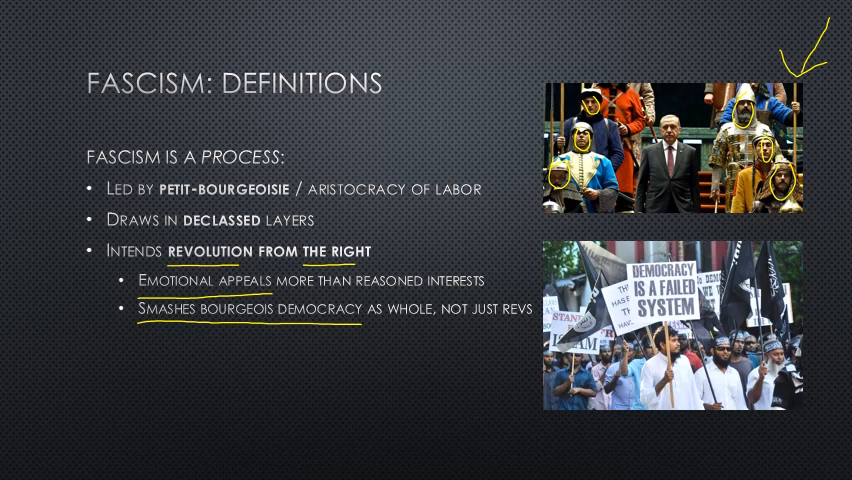 FASCISM: DEFINITIONS
FASCISM IS A PROCESS:
• LED BY PETIT-BOURGEOISIE / ARISTOCRACY OF LABOR
• DRAWS IN DECLASSED LAYERS
• INTENDS REVOLUTION FROM THE RIGHT
• EMOTIONAL APPEALS MORE THAN REASONED INTERESTS
• SMASHES BOURGEOIS DEMOCRACY AS WHOLE, NOT JUST REVS
DEMOCRACY
IS A FAILED
SYSTEM